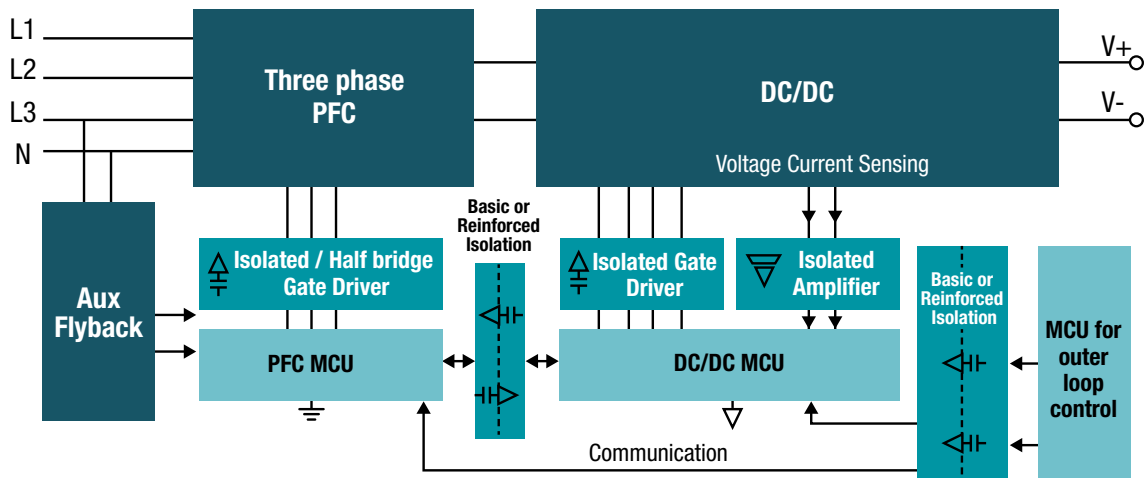 L1
L2
L3
N
Three phase
PFC
DC/DC
Voltage Current Sensing
V+
V-
Aux
Flyback
Isolated / Half bridge
Gate Driver
PFC MCU
Basic or
Reinforced
Isolation
Isolated Gate
Driver
Isolated
Amplifier
DC/DC MCU
Communication
Basic or
Reinforced
Isolation
MCU for
outer
loop
control